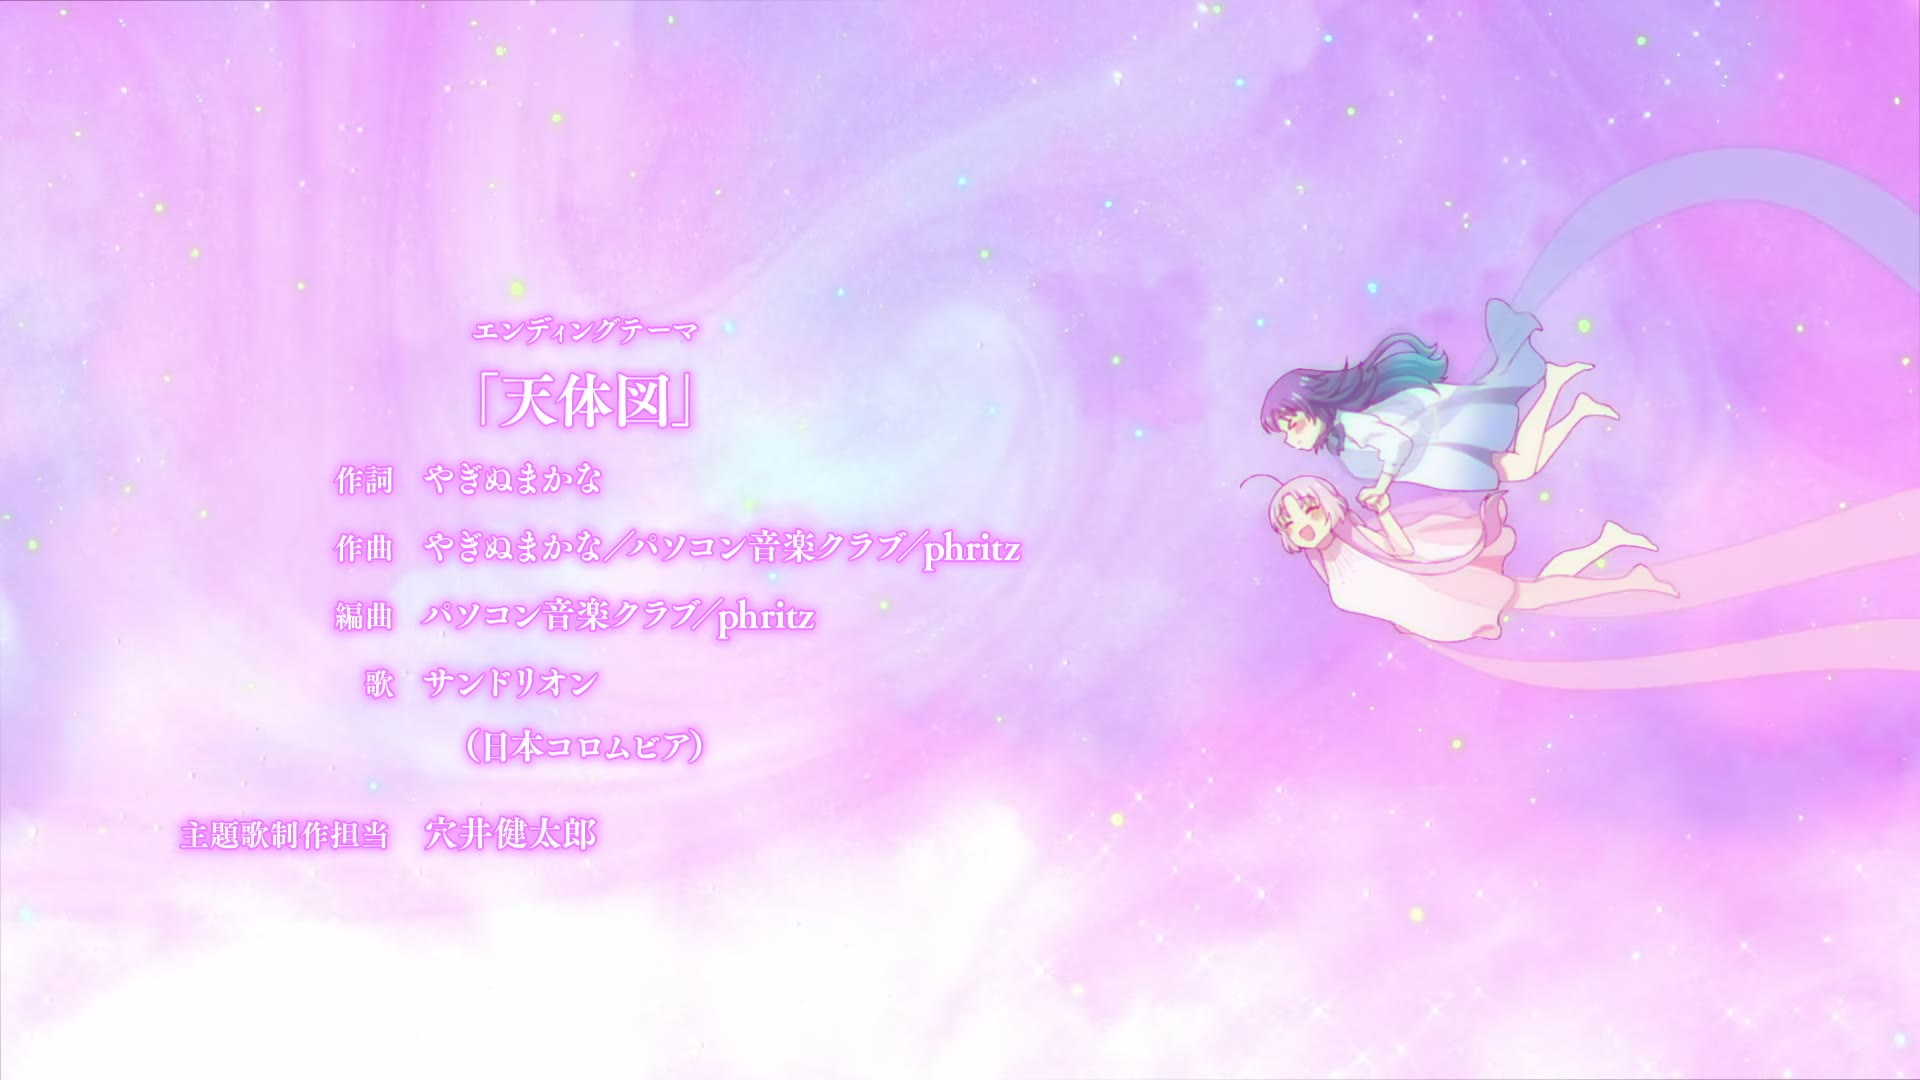 エンディングテーマ
「天体図」
作詞 やぎぬまかな
作曲 やぎぬまかな／パソコン音楽クラブ／phritz
編曲 パソコン音楽クラブ／phritz
歌 サンドリオン
（日本コロムビア）
主題歌制作担当 穴井健太郎